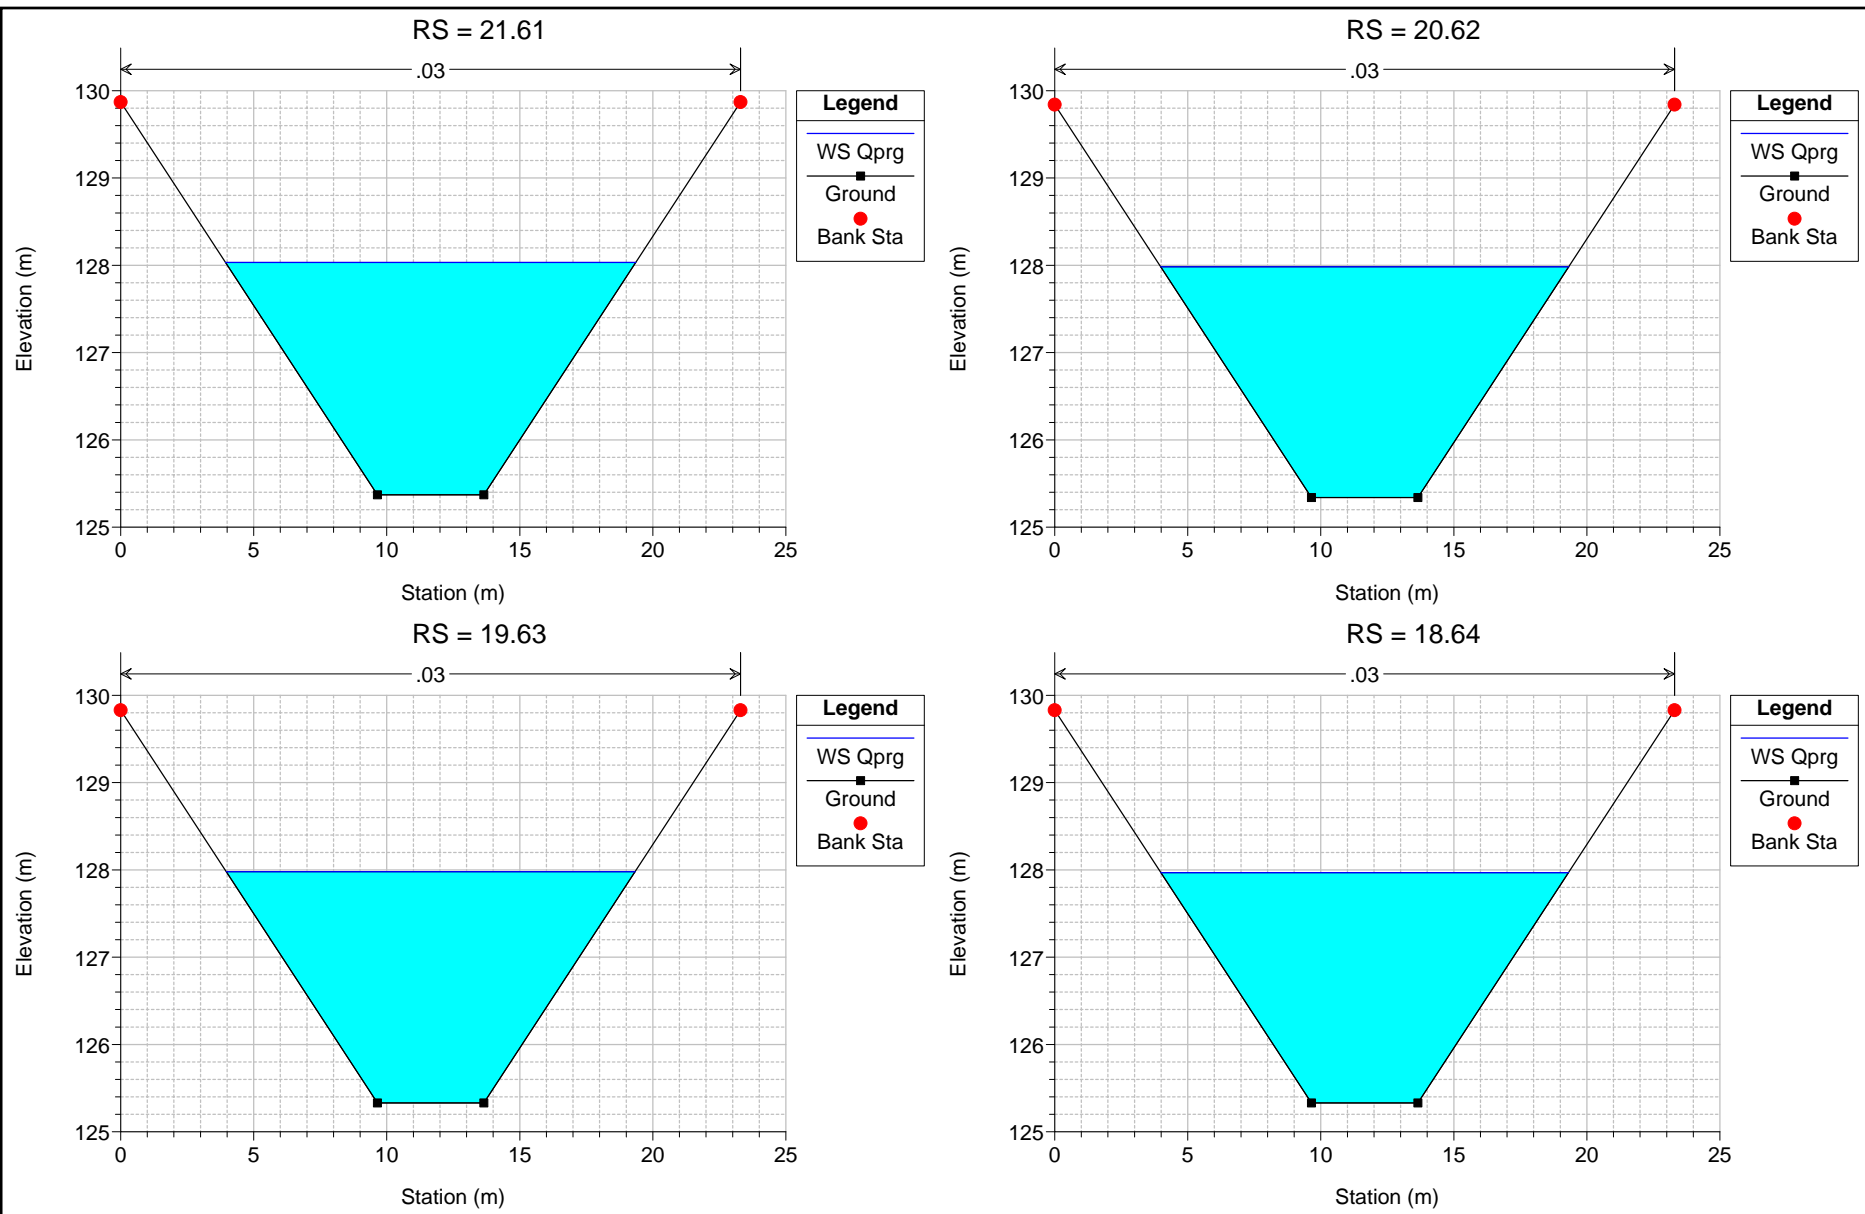 RS = 21.61
.03
130
129
128
127
126
125
0 5 10 15 20 25
Elevation (m)
Station (m)
Legend
WS Qprg
Ground
Bank Sta
RS = 20.62
.03
130
129
128
127
126
125
0 5 10 15 20 25
Elevation (m)
Station (m)
Legend
WS Qprg
Ground
Bank Sta
RS = 19.63
.03
130
129
128
127
126
125
0 5 10 15 20 25
Elevation (m)
Station (m)
Legend
WS Qprg
Ground
Bank Sta
RS = 18.64
.03
130
129
128
127
126
125
0 5 10 15 20 25
Elevation (m)
Station (m)
Legend
WS Qprg
Ground
Bank Sta